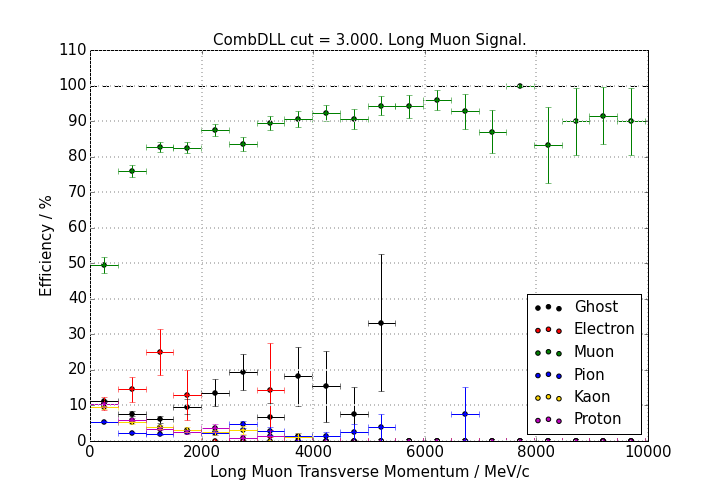 CombDLL cut = 3.000. Long Muon Signal.
110
100
90
80
70
60
50
40
30
20
10
0
Efficiency / %
Ghost
Electron
Muon
Pion
Kaon
Proton
0 2000 4000 6000 8000 10000
Long Muon Transverse Momentum / MeV/c